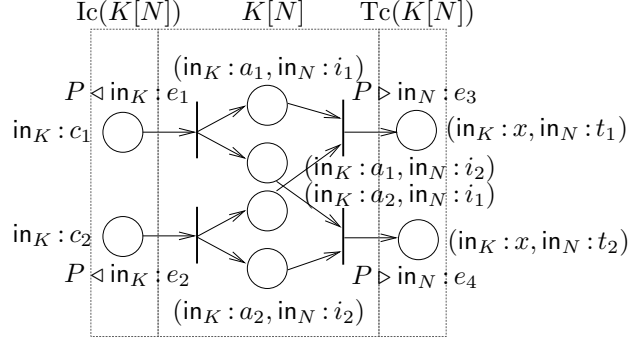 Ic(K[N]) K[N] Tc(K[N])
(in_K : a_1, in_N : i_1)
P ◁ in_K : e_1 P ▷ in_N : e_3
in_K : c_1 (in_K : x, in_N : t_1)
(in_K : a_1, in_N : i_2)
(in_K : a_2, in_N : i_1)
in_K : c_2 (in_K : x, in_N : t_2)
P ◁ in_K : e_2 P ▷ in_N : e_4
(in_K : a_2, in_N : i_2)